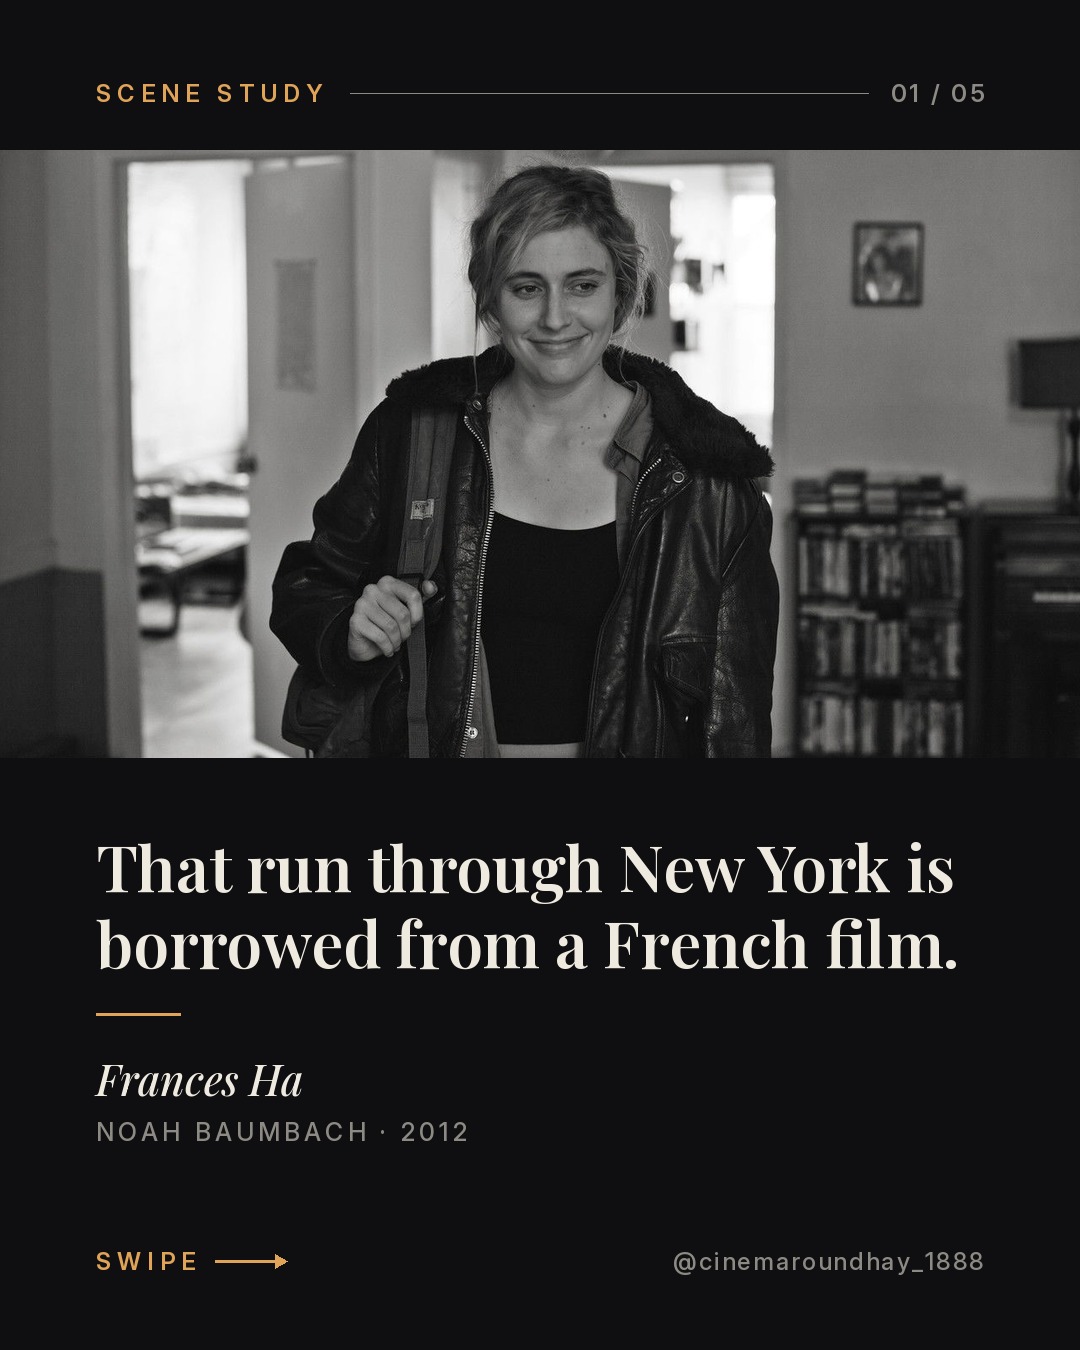 SCENE STUDY
01 / 05
That run through New York is
borrowed from a French film.
Frances Ha
NOAH BAUMBACH · 2012
SWIPE
@cinemaroundhay_1888